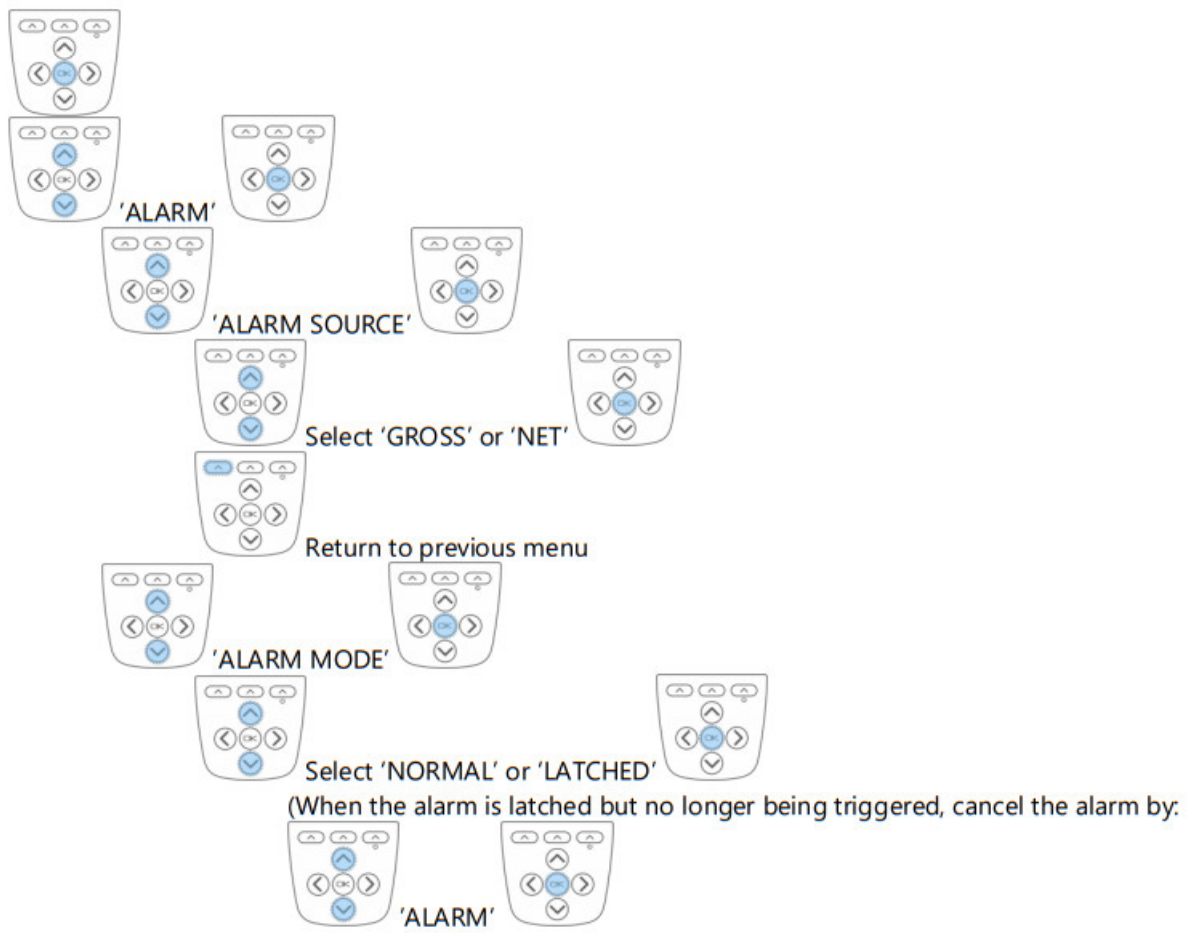 'ALARM'
'ALARM SOURCE'
Select 'GROSS' or 'NET'
Return to previous menu
'ALARM MODE'
Select 'NORMAL' or 'LATCHED'
(When the alarm is latched but no longer being triggered, cancel the alarm by:
'ALARM'